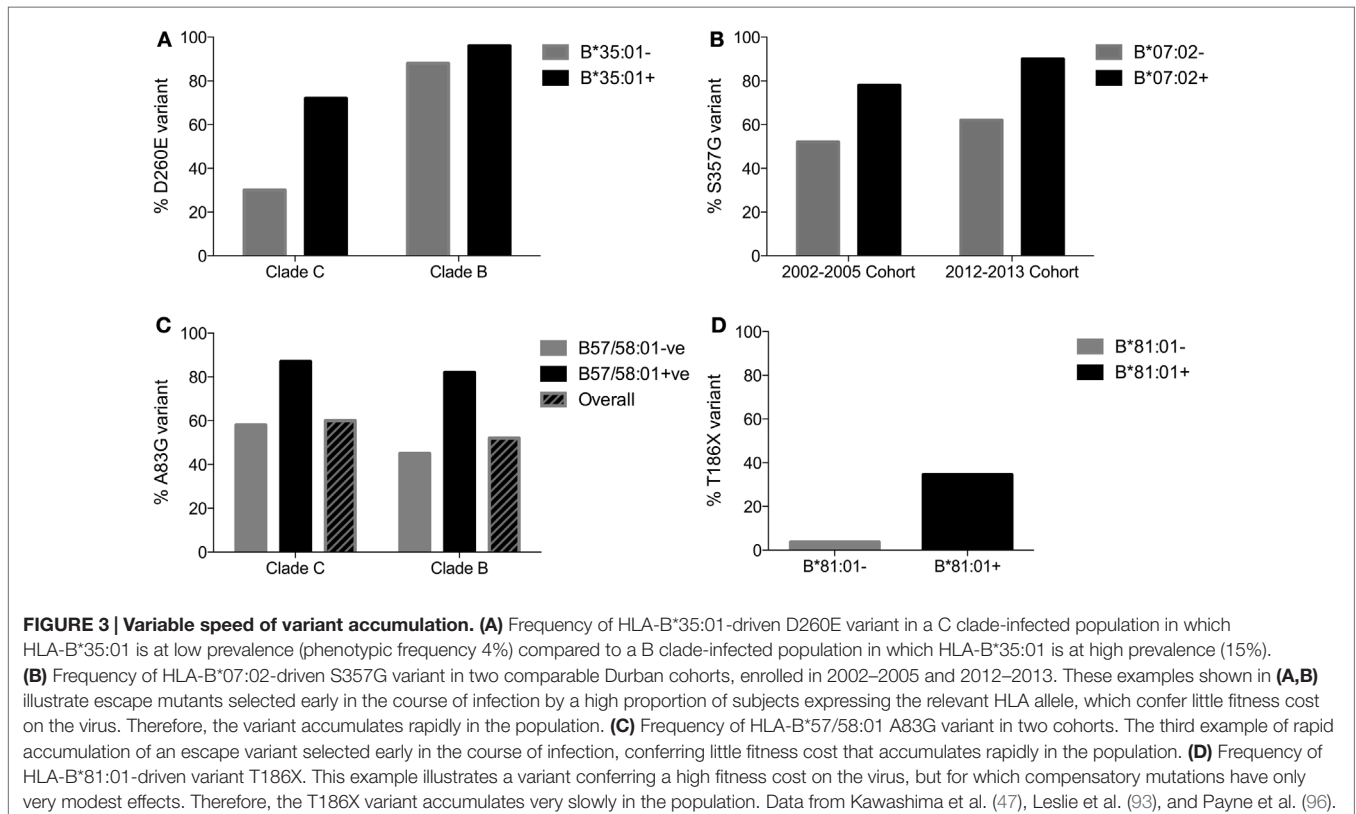 A
% D260E variant
100
80
60
40
20
0
Clade C
Clade B
B*35:01-
B*35:01+
B
% S357G variant
100
80
60
40
20
0
2002-2005 Cohort
2012-2013 Cohort
B*07:02-
B*07:02+
C
% A83G variant
100
80
60
40
20
0
Clade C
Clade B
B57/58:01-ve
B57/58:01+ve
Overall
D
% T186X variant
100
80
60
40
20
0
B*81:01-
B*81:01+
B*81:01-
B*81:01+
FIGURE 3 | Variable speed of variant accumulation. (A) Frequency of HLA-B*35:01-driven D260E variant in a C clade-infected population in which
HLA-B*35:01 is at low prevalence (phenotypic frequency 4%) compared to a B clade-infected population in which HLA-B*35:01 is at high prevalence (15%).
(B) Frequency of HLA-B*07:02-driven S357G variant in two comparable Durban cohorts, enrolled in 2002–2005 and 2012–2013. These examples shown in (A,B)
illustrate escape mutants selected early in the course of infection by a high proportion of subjects expressing the relevant HLA allele, which confer little fitness cost
on the virus. Therefore, the variant accumulates rapidly in the population. (C) Frequency of HLA-B*57/58:01 A83G variant in two cohorts. The third example of rapid
accumulation of an escape variant selected early in the course of infection, conferring little fitness cost that accumulates rapidly in the population. (D) Frequency of
HLA-B*81:01-driven variant T186X. This example illustrates a variant conferring a high fitness cost on the virus, but for which compensatory mutations have only
very modest effects. Therefore, the T186X variant accumulates very slowly in the population. Data from Kawashima et al. (47), Leslie et al. (93), and Payne et al. (96).